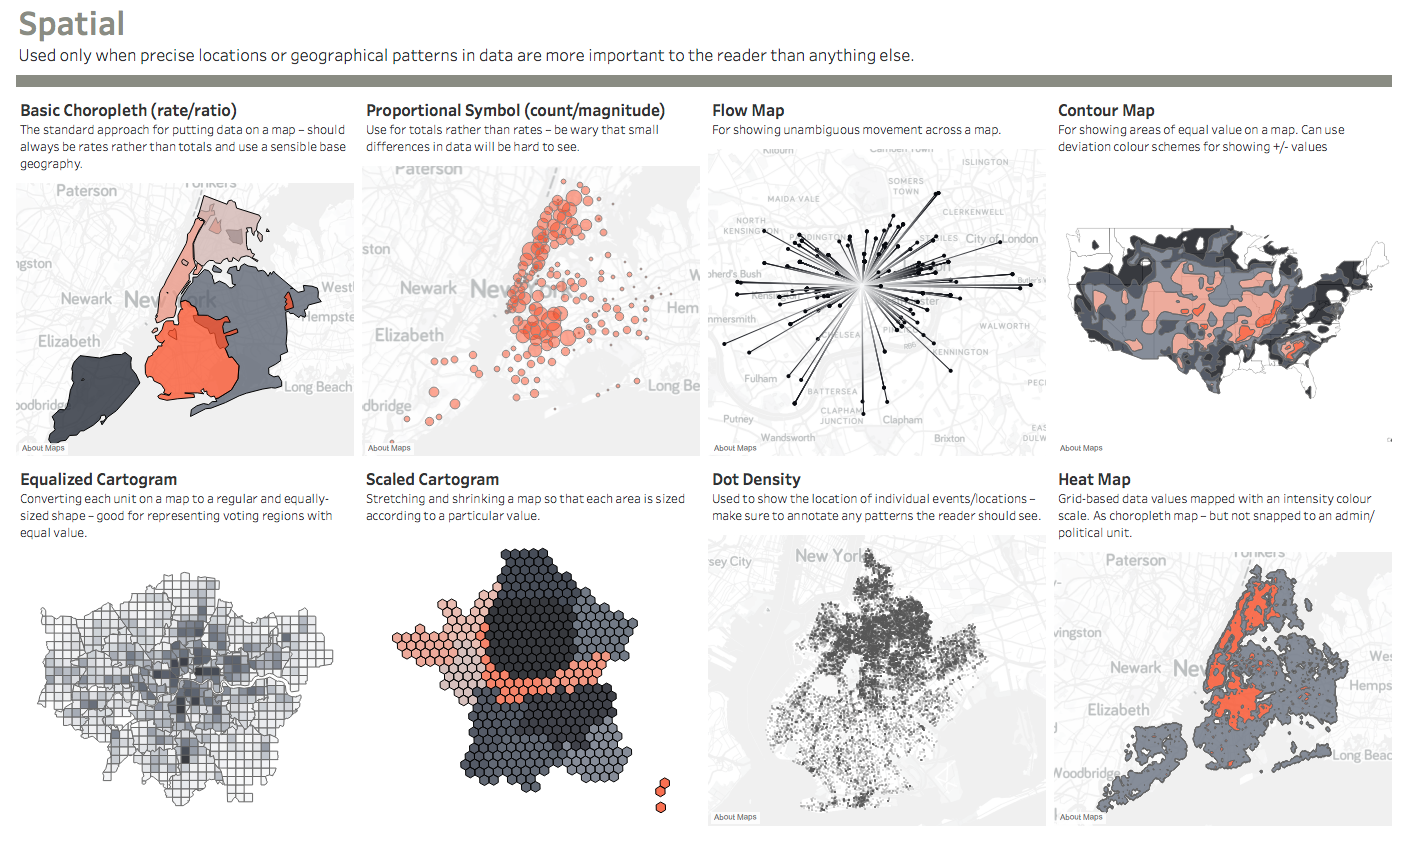 Spatial
Used only when precise locations or geographical patterns in data are more important to the reader than anything else.
Basic Choropleth (rate/ratio)
The standard approach for putting data on a map – should
always be rates rather than totals and use a sensible base
geography.
Paterson
Yonkers
ngston
Newark
New York
West
Hempste
Elizabeth
Long Beach
oodbridge
About Maps
Proportional Symbol (count/magnitude)
Use for totals rather than rates – be wary that small
differences in data will be hard to see.
Paterson
ston
Newark
New
W
Hem
Elizabeth
Long Be
dbridge
About Maps
Flow Map
For showing unambiguous movement across a map.
Kilburn
Camden Town
ISLINGTON
SOMERS
TOWN
MAIDA VALE
CLERKENWELL
NORTH
KENSINGTON
PADDINGTON
ST GILES
City of London
pherd's Bush
Kensington
nmersmith
CHELSEA
WALWORTH
KENNINGTON
Fulham
BATTERSEA
PEC
CLAPHAM
JUNCTION
Putney
Clapham
Wandsworth
Brixton
EAS
DULW
About Maps
Contour Map
For showing areas of equal value on a map. Can use
deviation colour schemes for showing +/- values
About Maps
Equalized Cartogram
Converting each unit on a map to a regular and equally-
sized shape – good for representing voting regions with
equal value.
Scaled Cartogram
Stretching and shrinking a map so that each area is sized
according to a particular value.
Dot Density
Used to show the location of individual events/locations –
make sure to annotate any patterns the reader should see.
sey City
New York
About Maps
Heat Map
Grid-based data values mapped with an intensity colour
scale. As choropleth map – but not snapped to an admin/
political unit.
Paterson
Yonkers
vingston
Newark
New
Wes
Hemps
Elizabeth
Long Beac
Woodbridge
About Maps